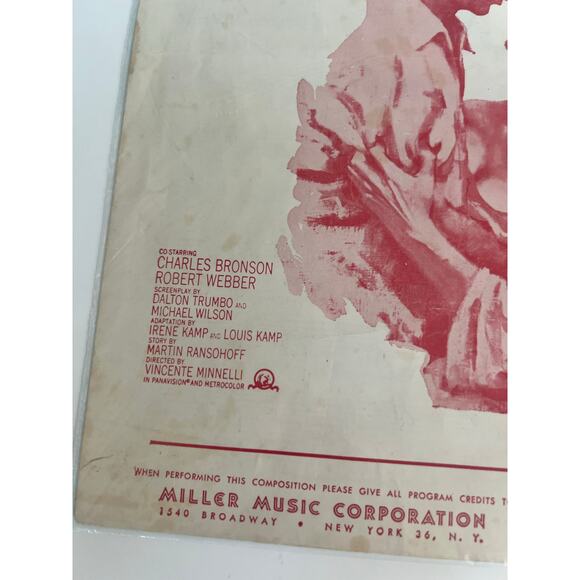 CO-STARRING
CHARLES BRONSON
ROBERT WEBBER
SCREENPLAY BY
DALTON TRUMBO AND
MICHAEL WILSON
ADAPTATION BY
IRENE KAMP AND LOUIS KAMP
STORY BY
MARTIN RANSOHOFF
DIRECTED BY
VINCENTE MINNELLI
IN PANAVISION® AND METROCOLOR
WHEN PERFORMING THIS COMPOSITION PLEASE GIVE ALL PROGRAM CREDITS TO
MILLER MUSIC CORPORATION
1540 BROADWAY • NEW YORK 36, N. Y.